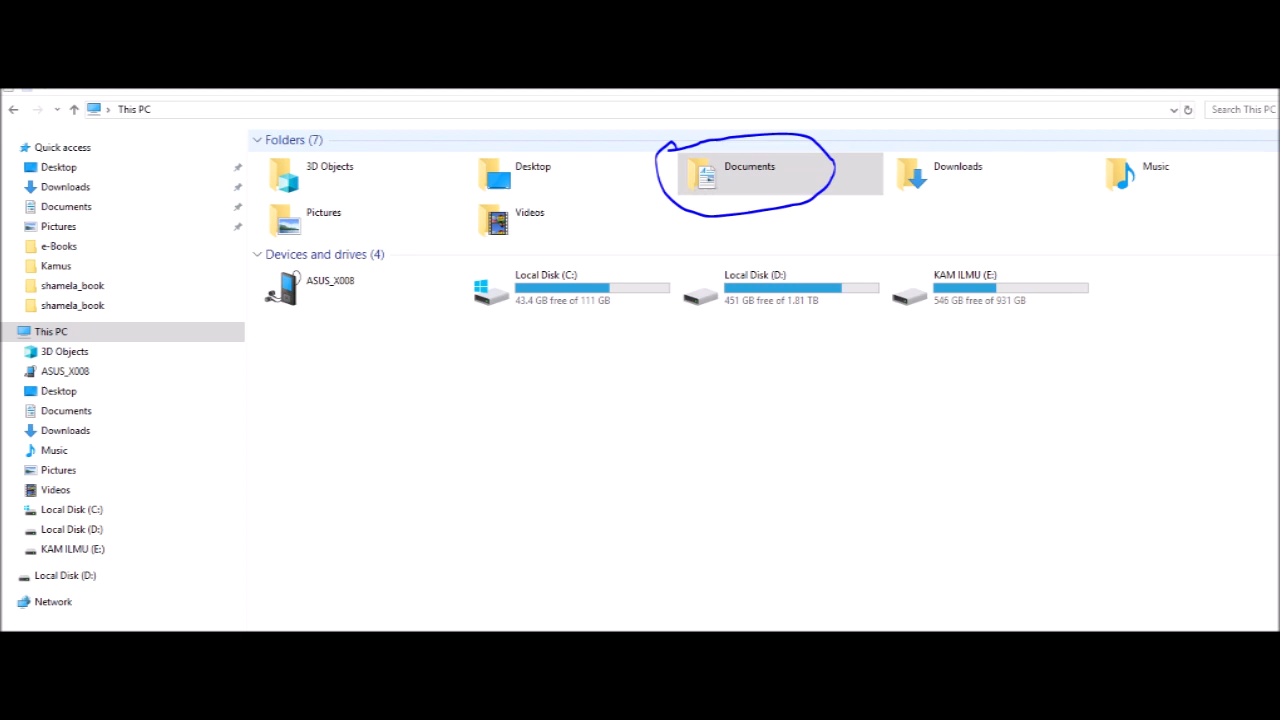 This PC
Search This PC
Quick access
Desktop
Downloads
Documents
Pictures
e-Books
Kamus
shamela_book
shamela_book
This PC
3D Objects
ASUS_X008
Desktop
Documents
Downloads
Music
Pictures
Videos
Local Disk (C:)
Local Disk (D:)
KAM ILMU (E:)
Local Disk (D:)
Network
Folders (7)
3D Objects
Desktop
Documents
Downloads
Music
Pictures
Videos
Devices and drives (4)
ASUS_X008
Local Disk (C:)
43.4 GB free of 111 GB
Local Disk (D:)
451 GB free of 1.81 TB
KAM ILMU (E:)
546 GB free of 931 GB